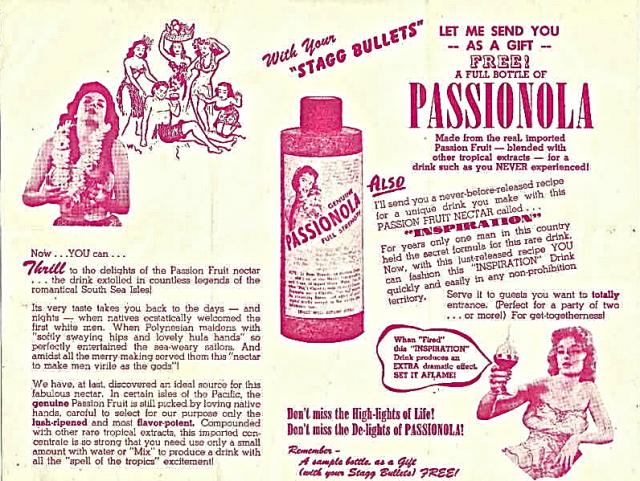 With Your
"STAGG BULLETS"
LET ME SEND YOU
-- AS A GIFT --
FREE!
A FULL BOTTLE OF
PASSIONOLA
Made from the real, imported
Passion Fruit — blended with
other tropical extracts — for a
drink such as you NEVER experienced!
ALSO
I'll send you a never-before-released recipe
for a unique drink you make with this
PASSION FRUIT NECTAR called . . .
"INSPIRATION"
For years only one man in this country
held the secret formula for this rare drink.
Now, with this just-released recipe YOU
can fashion this "INSPIRATION" Drink
quickly and easily in any non-prohibition
territory.
Serve it to guests you want to totally
entrance. (Perfect for a party of two
. . . or more!) For get-togetherness!
GENUINE
PASSIONOLA
FULL STRENGTH
Now . . . YOU can . . .
Thrill to the delights of the Passion Fruit nectar
. . . the drink extolled in countless legends of the
romantical South Sea Isles!
Its very taste takes you back to the days — and
nights — when natives ecstatically welcomed the
first white men. When Polynesian maidens with
"softly swaying hips and lovely hula hands" so
perfectly entertained the sea-weary sailors. And
amidst all the merry-making served them this "nectar
to make men virile as the gods"!
We have, at last, discovered an ideal source for this
fabulous nectar. In certain isles of the Pacific, the
genuine Passion Fruit is still picked by loving native
hands, careful to select for our purpose only the
lush-ripened and most flavor-potent. Compounded
with other rare tropical extracts, this imported con-
centrate is so strong that you need use only a small
amount with water or "Mix" to produce a drink with
all the "spell of the tropics" excitement!
When "Fired"
this "INSPIRATION"
Drink produces an
EXTRA dramatic effect.
SET IT AFLAME!
Don't miss the High-lights of Life!
Don't miss the De-lights of PASSIONOLA!
Remember –
A sample bottle, as a Gift
(with your Stagg Bullets) FREE!